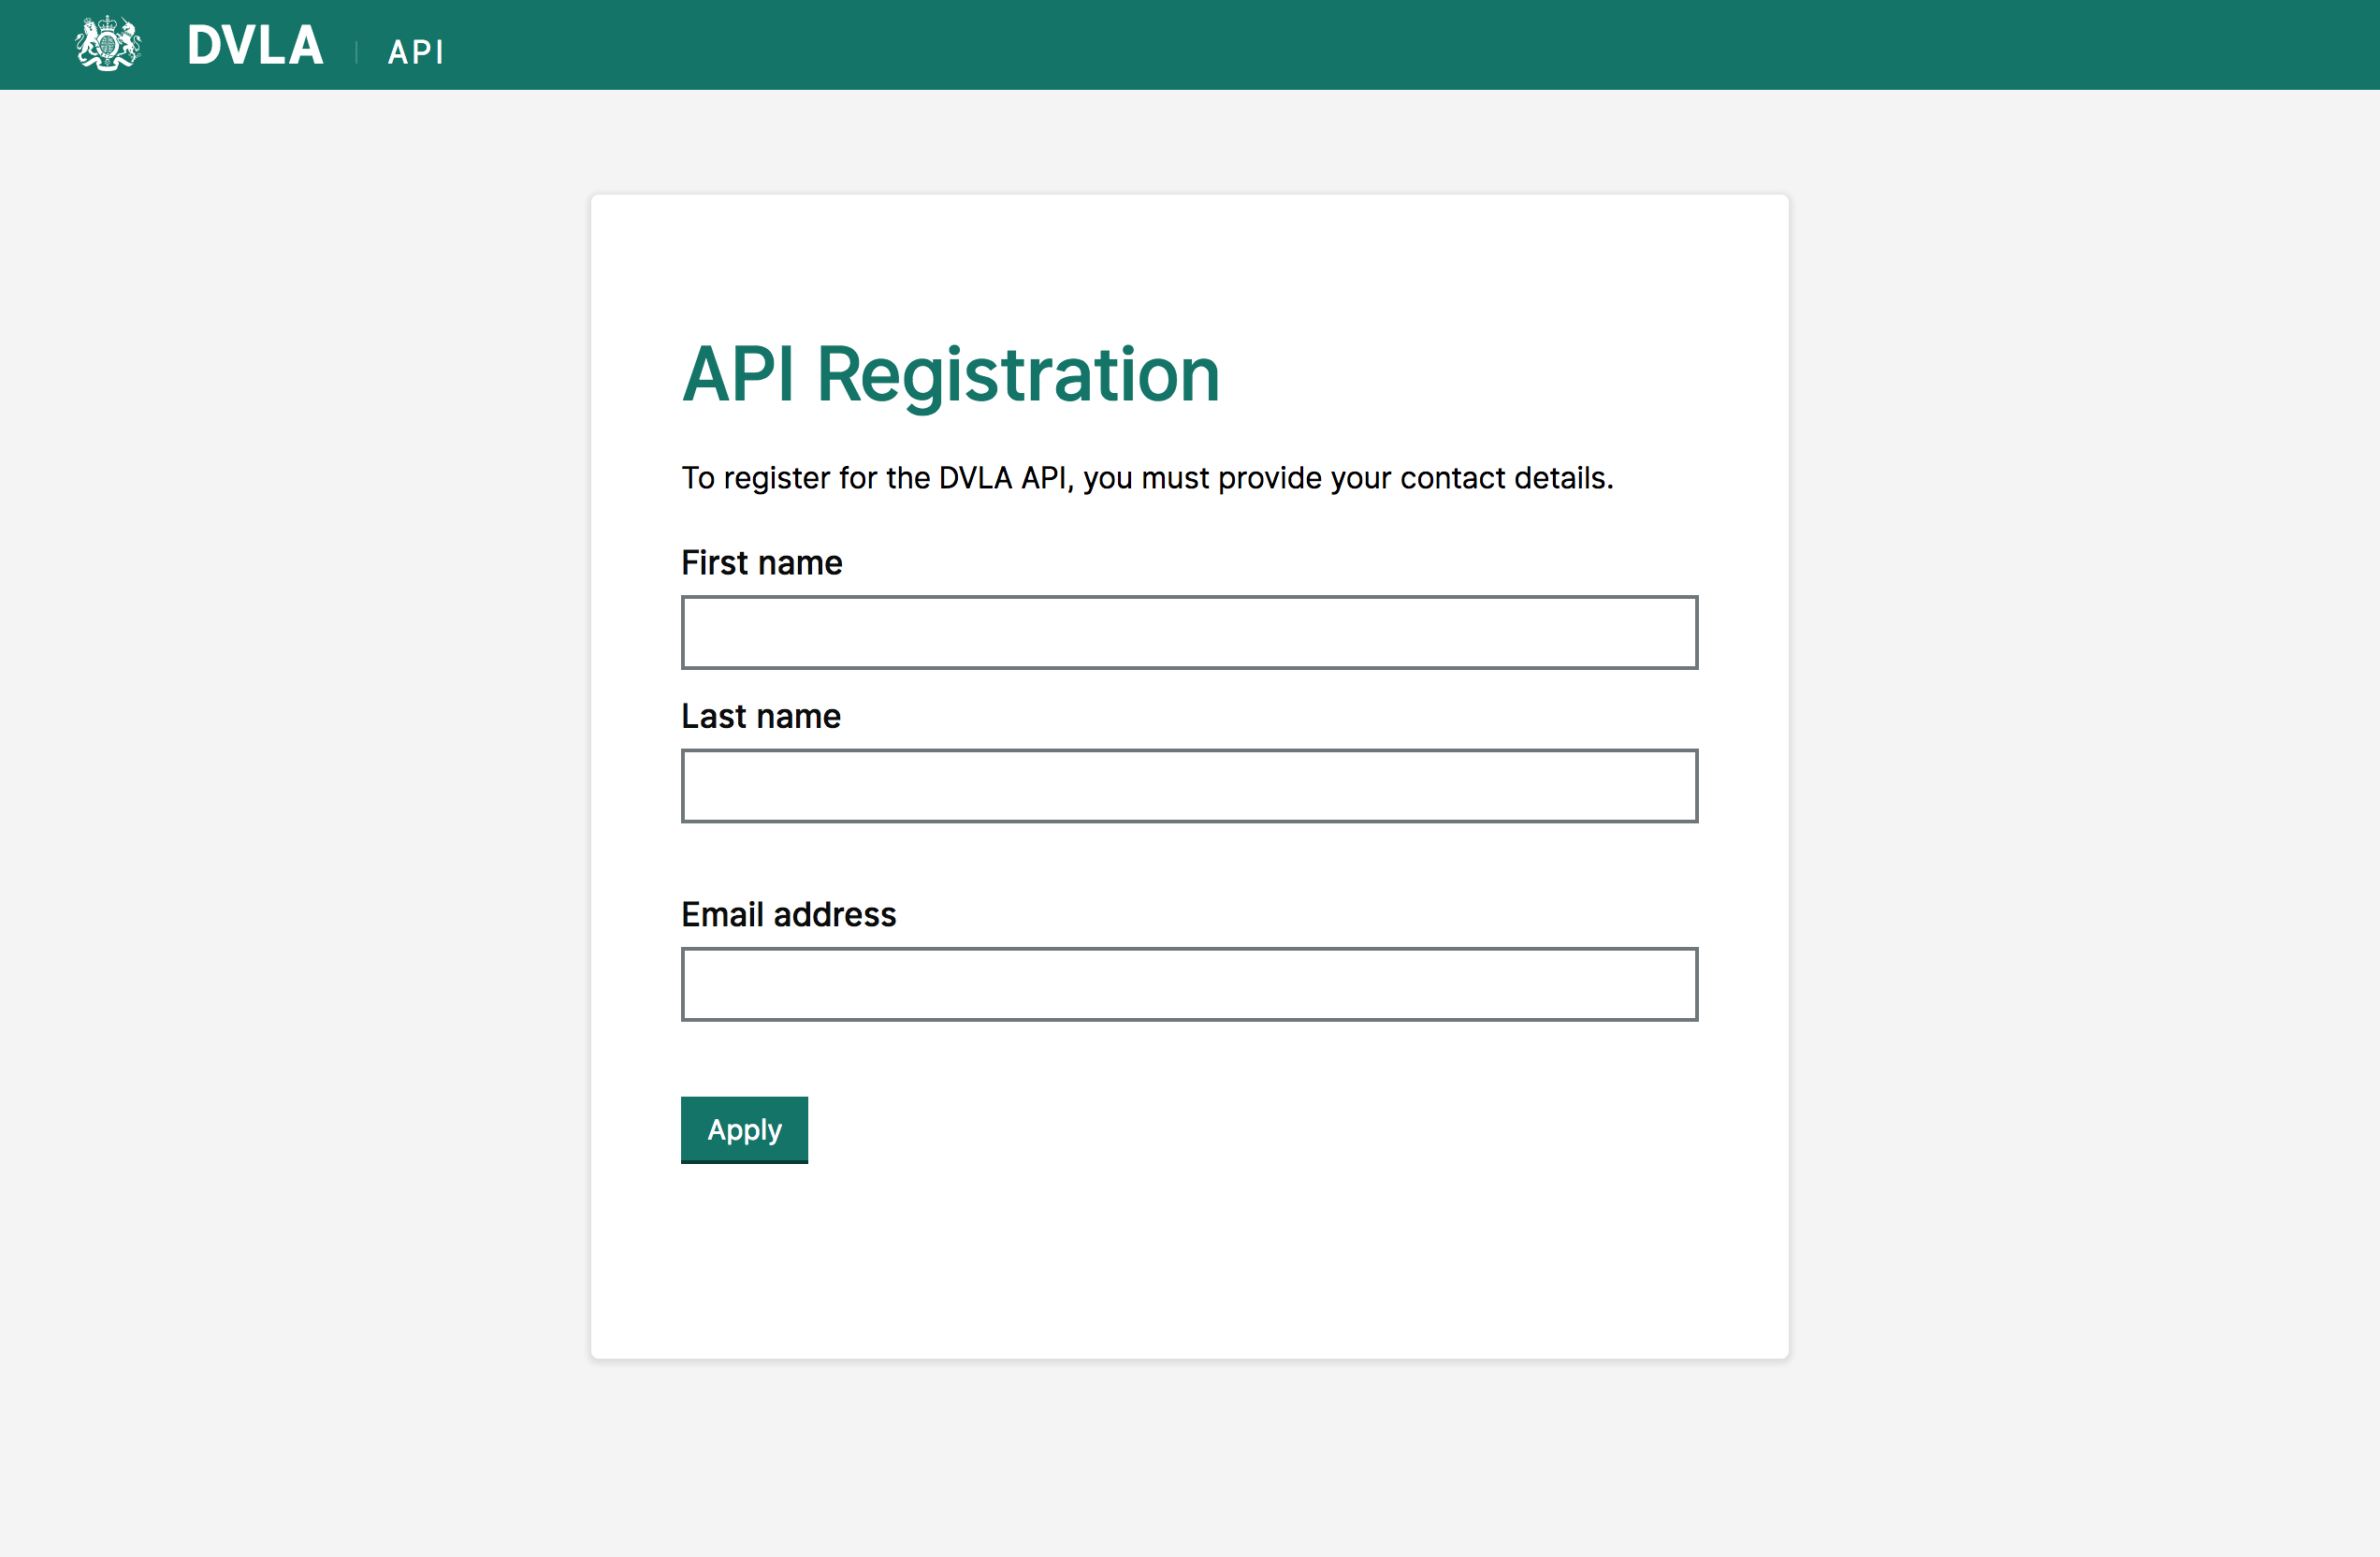 DVLA | API
API Registration
To register for the DVLA API, you must provide your contact details.
First name
Last name
Email address
Apply